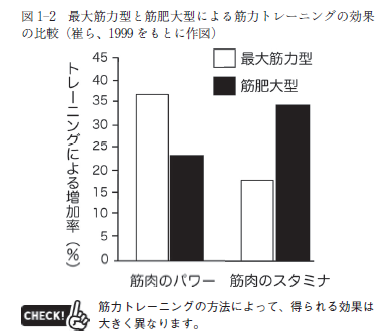 図1-2　最大筋力型と筋肥大型による筋力トレーニングの効果
の比較（崔ら、1999をもとに作図）
最大筋力型
筋肥大型
トレーニングによる増加率（%）
45
40
35
30
25
20
15
10
5
0
筋肉のパワー
筋肉のスタミナ
CHECK!
筋力トレーニングの方法によって、得られる効果は
大きく異なります。